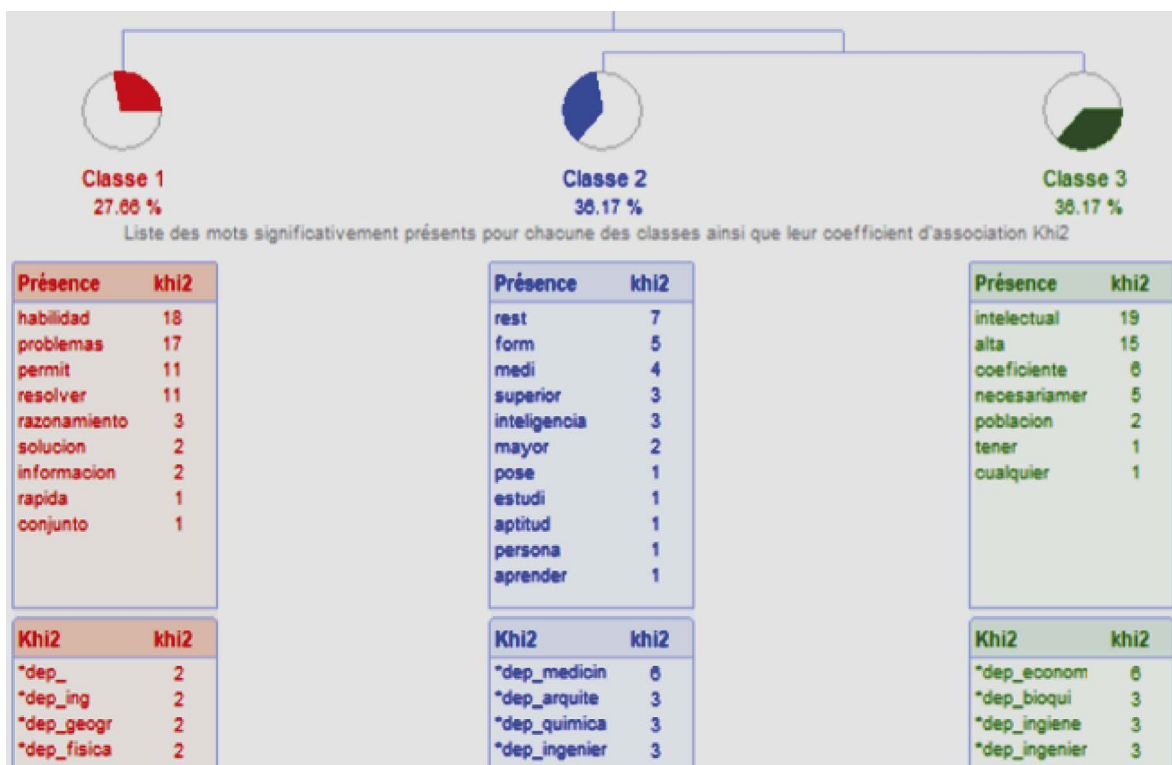 Classe 1
27.66 %
Classe 2
36.17 %
Classe 3
36.17 %
Liste des mots significativement présents pour chacune des classes ainsi que leur coefficient d'association Khi2
Présence khi2
habilidad 18
problemas 17
permit 11
resolver 11
razonamiento 3
solucion 2
informacion 2
rapida 1
conjunto 1
Khi2 khi2
*dep_ 2
*dep_ing 2
*dep_geogr 2
*dep_fisica 2
Présence khi2
rest 7
form 5
medi 4
superior 3
inteligencia 3
mayor 2
pose 1
estudi 1
aptitud 1
persona 1
aprender 1
Khi2 khi2
*dep_medicin 6
*dep_arquite 3
*dep_quimica 3
*dep_ingenier 3
Présence khi2
intelectual 19
alta 15
coeficiente 6
necesariamer 5
poblacion 2
tener 1
cualquier 1
Khi2 khi2
*dep_econom 6
*dep_bioqui 3
*dep_ingiene 3
*dep_ingenier 3